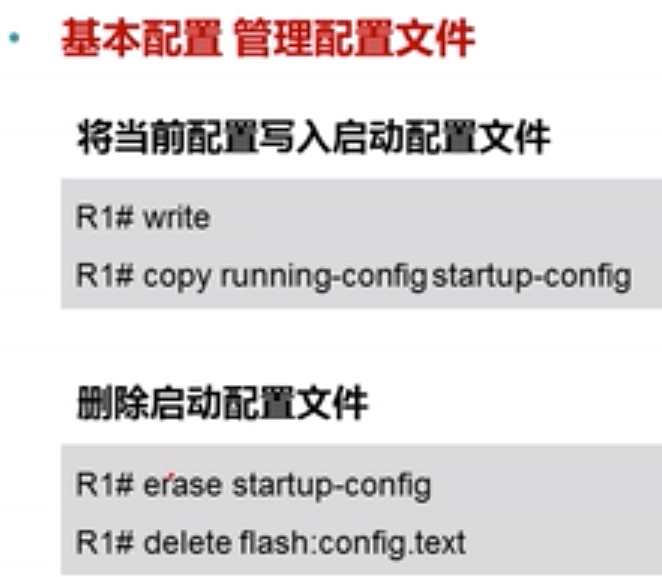 基本配置 管理配置文件
将当前配置写入启动配置文件
R1# write
R1# copy running-config startup-config
删除启动配置文件
R1# erase startup-config
R1# delete flash:config.text